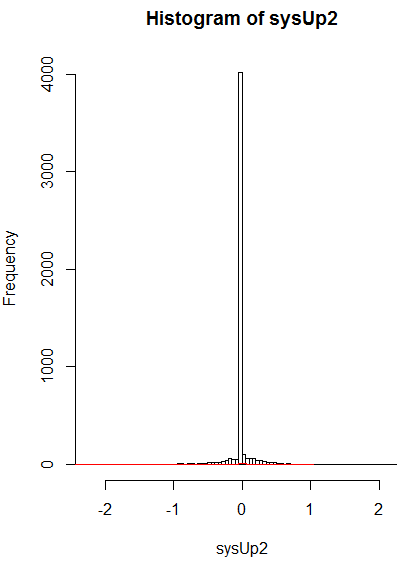 Histogram of sysUp2
Frequency
4000
3000
2000
1000
0
-2 -1 0 1 2
sysUp2